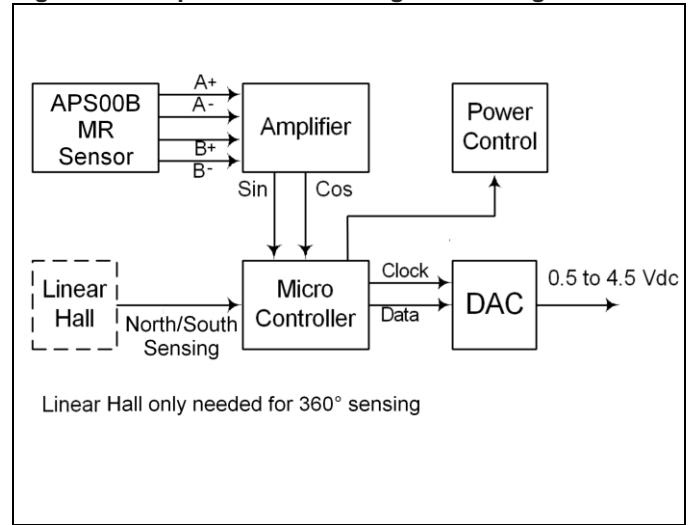 A+
A-
B+
B-
APS00B
MR
Sensor
Amplifier
Power
Control
Sin
Cos
Linear
Hall
North/South
Sensing
Micro
Controller
Clock
Data
DAC
0.5 to 4.5 Vdc
Linear Hall only needed for 360° sensing